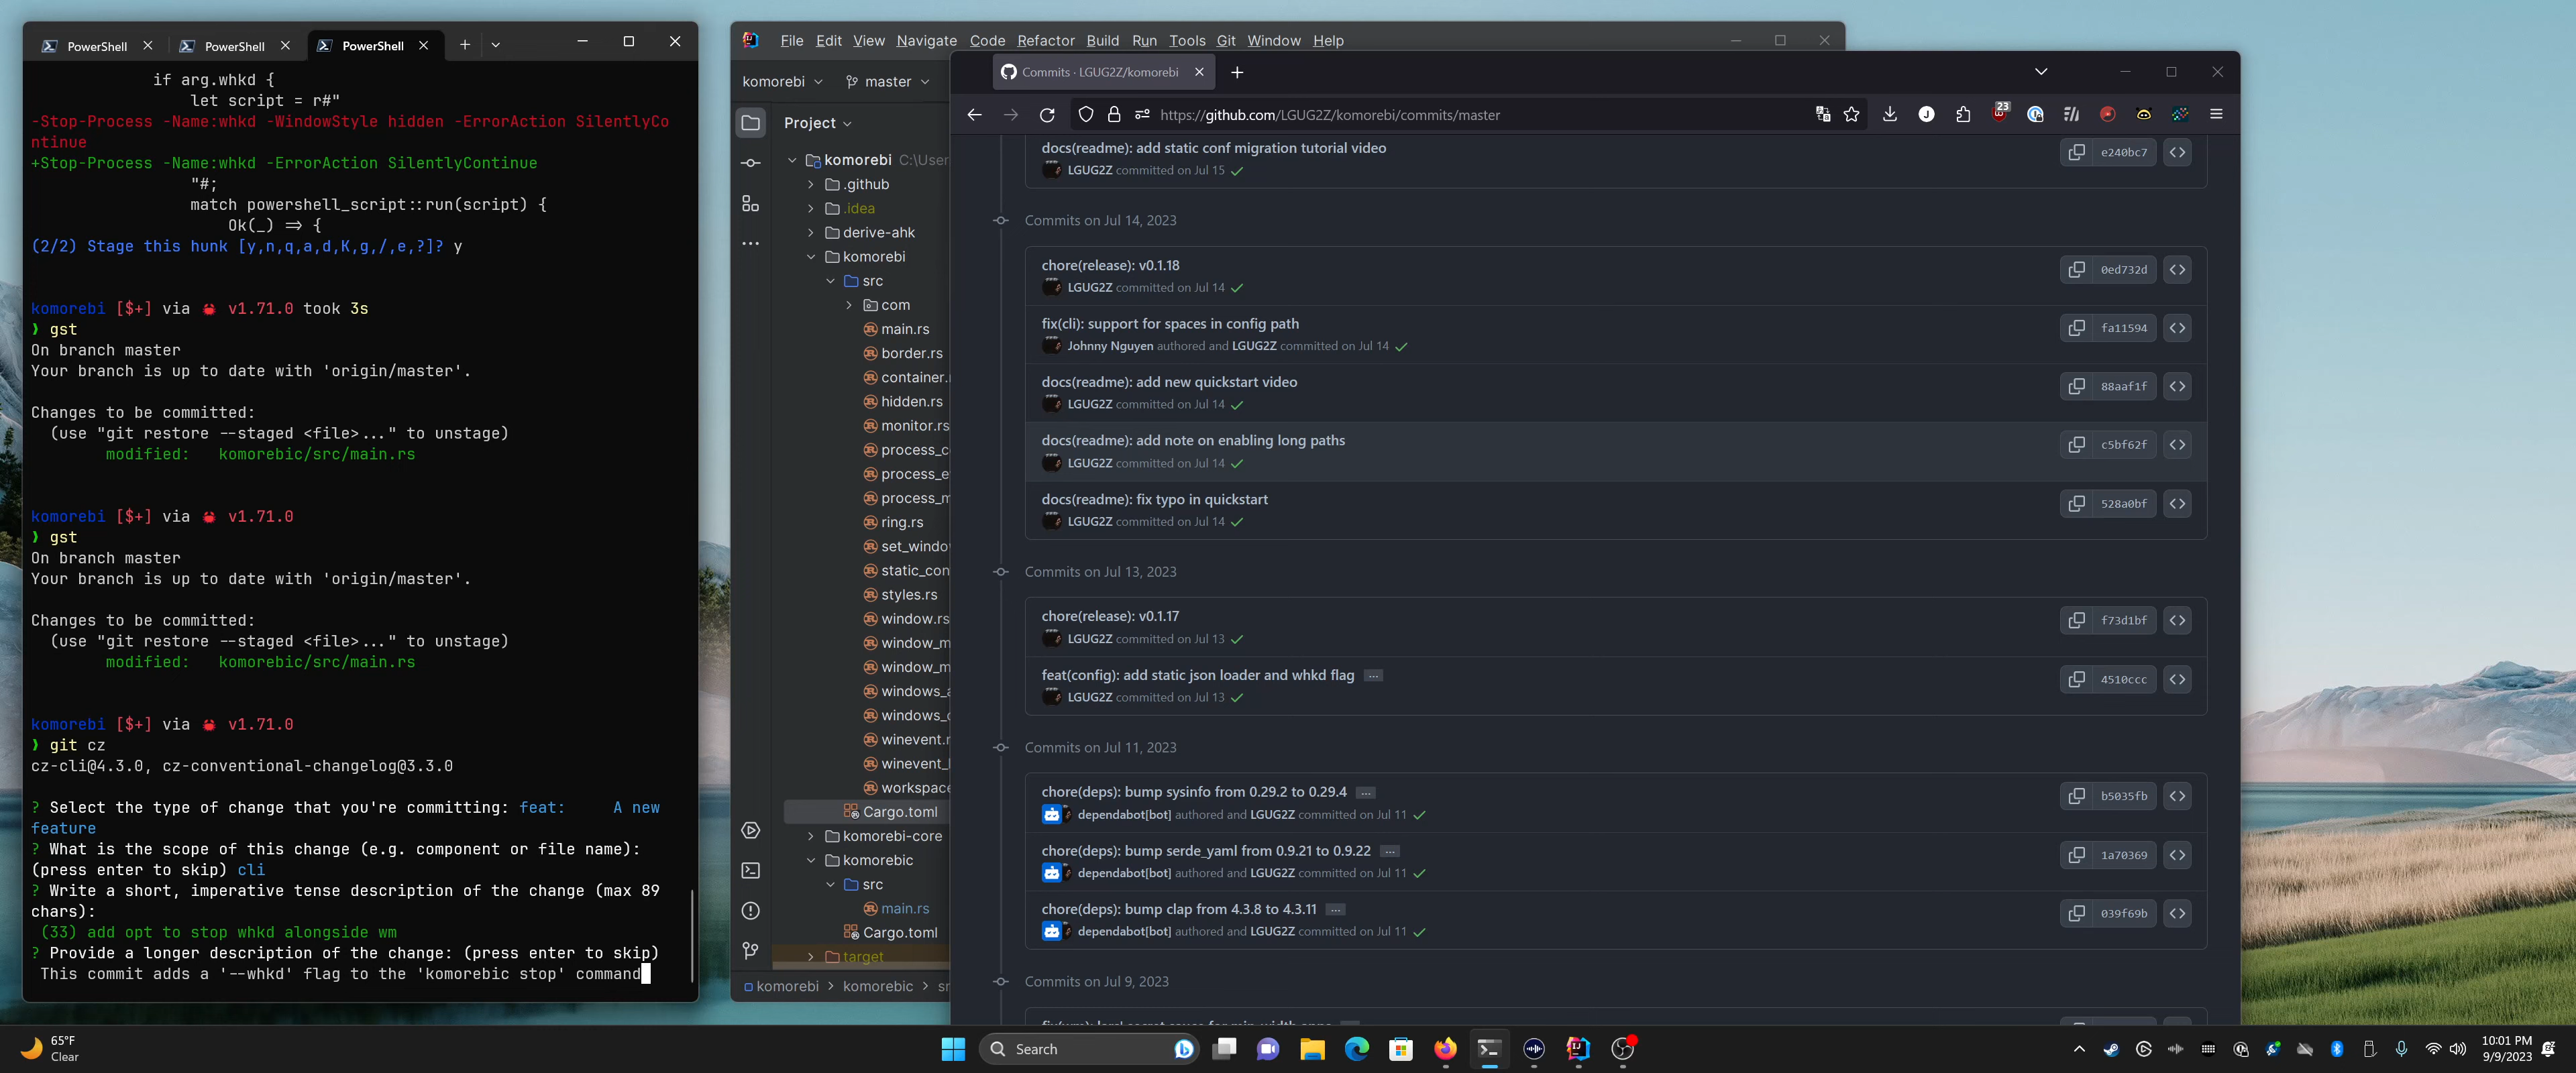 PowerShell
PowerShell
PowerShell
if arg.whkd {
let script = r#"
-Stop-Process -Name:whkd -WindowStyle hidden -ErrorAction SilentlyCo
ntinue
+Stop-Process -Name:whkd -ErrorAction SilentlyContinue
"#;
match powershell_script::run(script) {
Ok(_) => {
(2/2) Stage this hunk [y,n,q,a,d,K,g,/,e,?]? y
komorebi [$+] via 🦀 v1.71.0 took 3s
❯ gst
On branch master
Your branch is up to date with 'origin/master'.
Changes to be committed:
(use "git restore --staged <file>..." to unstage)
modified:   komorebic/src/main.rs
komorebi [$+] via 🦀 v1.71.0
❯ gst
On branch master
Your branch is up to date with 'origin/master'.
Changes to be committed:
(use "git restore --staged <file>..." to unstage)
modified:   komorebic/src/main.rs
komorebi [$+] via 🦀 v1.71.0
❯ git cz
cz-cli@4.3.0, cz-conventional-changelog@3.3.0
? Select the type of change that you're committing: feat:     A new
feature
? What is the scope of this change (e.g. component or file name):
(press enter to skip) cli
? Write a short, imperative tense description of the change (max 89
chars):
(33) add opt to stop whkd alongside wm
? Provide a longer description of the change: (press enter to skip)
This commit adds a '--whkd' flag to the 'komorebic stop' command
File Edit View Navigate Code Refactor Build Run Tools Git Window Help
komorebi master
Project
komorebi C:\User
.github
.idea
derive-ahk
komorebi
src
com
main.rs
border.rs
container.r
hidden.rs
monitor.rs
process_c
process_e
process_m
ring.rs
set_windo
static_con
styles.rs
window.rs
window_m
window_m
windows_a
windows_c
winevent.r
winevent_l
workspace
Cargo.toml
komorebi-core
komorebic
src
main.rs
Cargo.toml
target
komorebi > komorebic > sr
Commits · LGUG2Z/komorebi
https://github.com/LGUG2Z/komorebi/commits/master
23
docs(readme): add static conf migration tutorial video
LGUG2Z committed on Jul 15
e240bc7
Commits on Jul 14, 2023
chore(release): v0.1.18
LGUG2Z committed on Jul 14
0ed732d
fix(cli): support for spaces in config path
Johnny Nguyen authored and LGUG2Z committed on Jul 14
fa11594
docs(readme): add new quickstart video
LGUG2Z committed on Jul 14
88aaf1f
docs(readme): add note on enabling long paths
LGUG2Z committed on Jul 14
c5bf62f
docs(readme): fix typo in quickstart
LGUG2Z committed on Jul 14
528a0bf
Commits on Jul 13, 2023
chore(release): v0.1.17
LGUG2Z committed on Jul 13
f73d1bf
feat(config): add static json loader and whkd flag ...
LGUG2Z committed on Jul 13
4510ccc
Commits on Jul 11, 2023
chore(deps): bump sysinfo from 0.29.2 to 0.29.4 ...
dependabot[bot] authored and LGUG2Z committed on Jul 11
b5035fb
chore(deps): bump serde_yaml from 0.9.21 to 0.9.22 ...
dependabot[bot] authored and LGUG2Z committed on Jul 11
1a70369
chore(deps): bump clap from 4.3.8 to 4.3.11 ...
dependabot[bot] authored and LGUG2Z committed on Jul 11
039f69b
Commits on Jul 9, 2023
65°F
Clear
Search
10:01 PM
9/9/2023